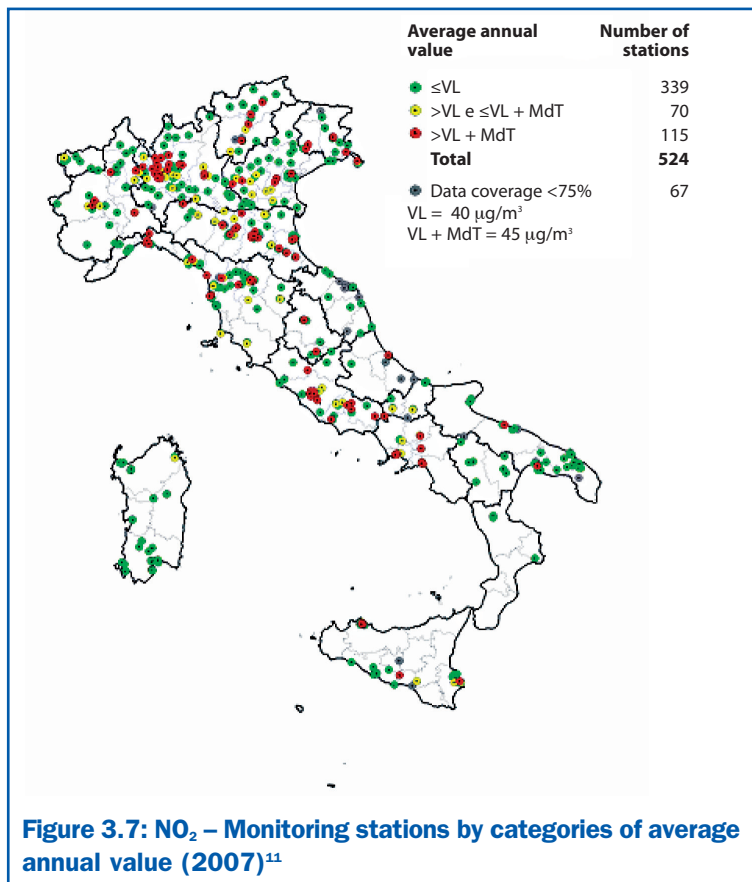 Average annual value Number of stations
≤VL 339
>VL e ≤VL + MdT 70
>VL + MdT 115
Total 524
Data coverage <75% 67
VL = 40 µg/m³
VL + MdT = 45 µg/m³
Figure 3.7: NO₂ – Monitoring stations by categories of average
annual value (2007)¹¹